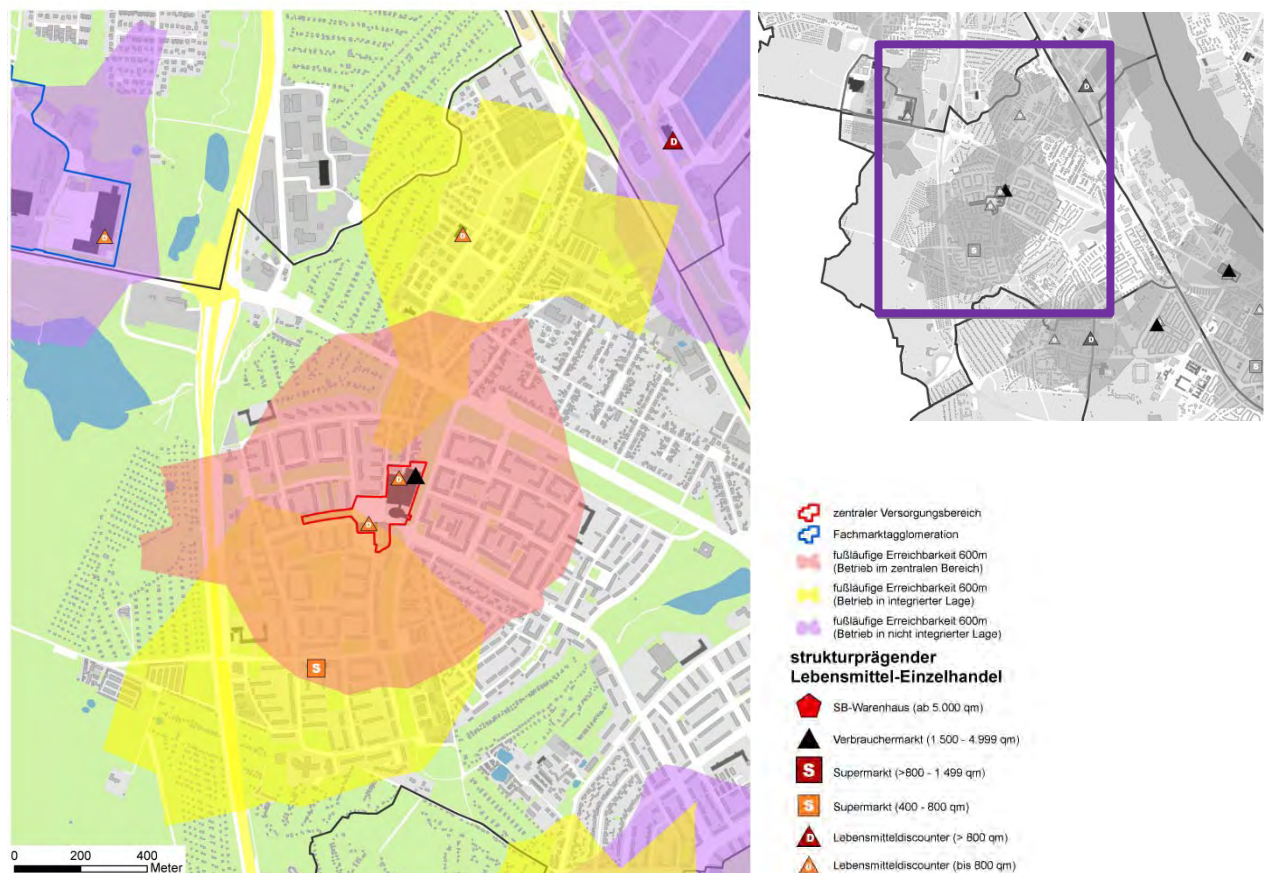 D
D
D
D
D
S
0
200
400
Meter
D
S
D
S
zentraler Versorgungsbereich
Fachmarktagglomeration
fußläufige Erreichbarkeit 600m
(Betrieb im zentralen Bereich)
fußläufige Erreichbarkeit 600m
(Betrieb in integrierter Lage)
fußläufige Erreichbarkeit 600m
(Betrieb in nicht integrierter Lage)
strukturprägender
Lebensmittel-Einzelhandel
SB-Warenhaus (ab 5.000 qm)
Verbrauchermarkt (1 500 - 4.999 qm)
S Supermarkt (>800 - 1 499 qm)
S Supermarkt (400 - 800 qm)
D Lebensmitteldiscounter (> 800 qm)
D Lebensmitteldiscounter (bis 800 qm)